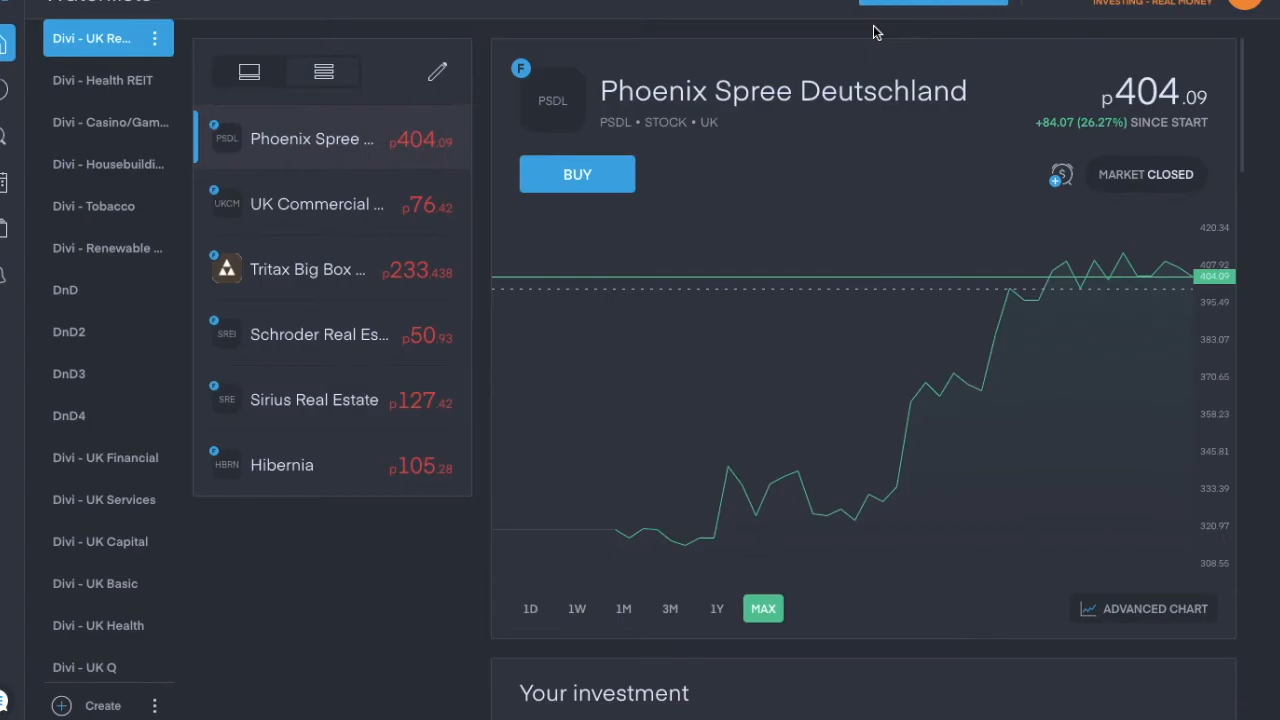 Watchlists
INVESTING - REAL MONEY
Divi - UK Re...
Divi - Health REIT
Divi - Casino/Gam...
Divi - Housebuildi...
Divi - Tobacco
Divi - Renewable ...
DnD
DnD2
DnD3
DnD4
Divi - UK Financial
Divi - UK Services
Divi - UK Capital
Divi - UK Basic
Divi - UK Health
Divi - UK Q
Create
F
PSDL Phoenix Spree ... p404.09
F
UKCM UK Commercial ... p76.42
F
Tritax Big Box ... p233.438
F
SREI Schroder Real Es... p50.93
F
SRE Sirius Real Estate p127.42
F
HBRN Hibernia p105.28
F
PSDL
Phoenix Spree Deutschland
PSDL • STOCK • UK
p404.09
+84.07 (26.27%) SINCE START
BUY
MARKET CLOSED
420.34
407.92
404.09
395.49
383.07
370.65
358.23
345.81
333.39
320.97
308.55
1D 1W 1M 3M 1Y MAX
ADVANCED CHART
Your investment